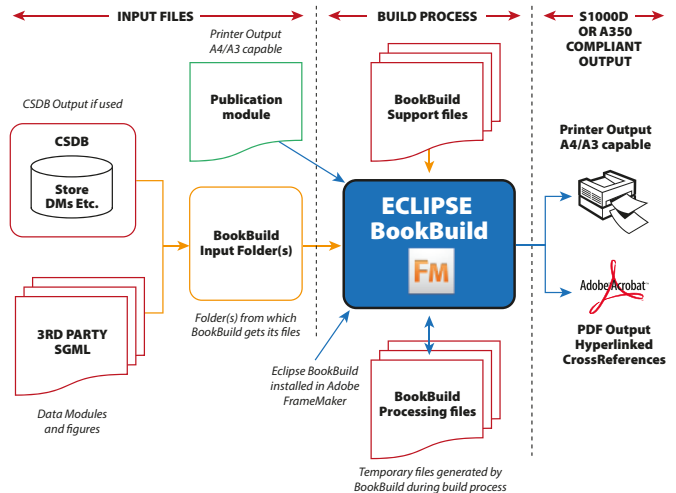 INPUT FILES
BUILD PROCESS
S1000D
OR A350
COMPLIANT
OUTPUT
Printer Output
A4/A3 capable
Publication
module
BookBuild
Support files
CSDB Output if used
CSDB
Store
DMs Etc.
Printer Output
A4/A3 capable
ECLIPSE
BookBuild
FM
BookBuild
Input Folder(s)
Adobe Acrobat™
3RD PARTY
SGML
Folder(s) from which
BookBuild gets its files
PDF Output
Hyperlinked
CrossReferences
Eclipse BookBuild
installed in Adobe
FrameMaker
BookBuild
Processing files
Data Modules
and figures
Temporary files generated by
BookBuild during build process